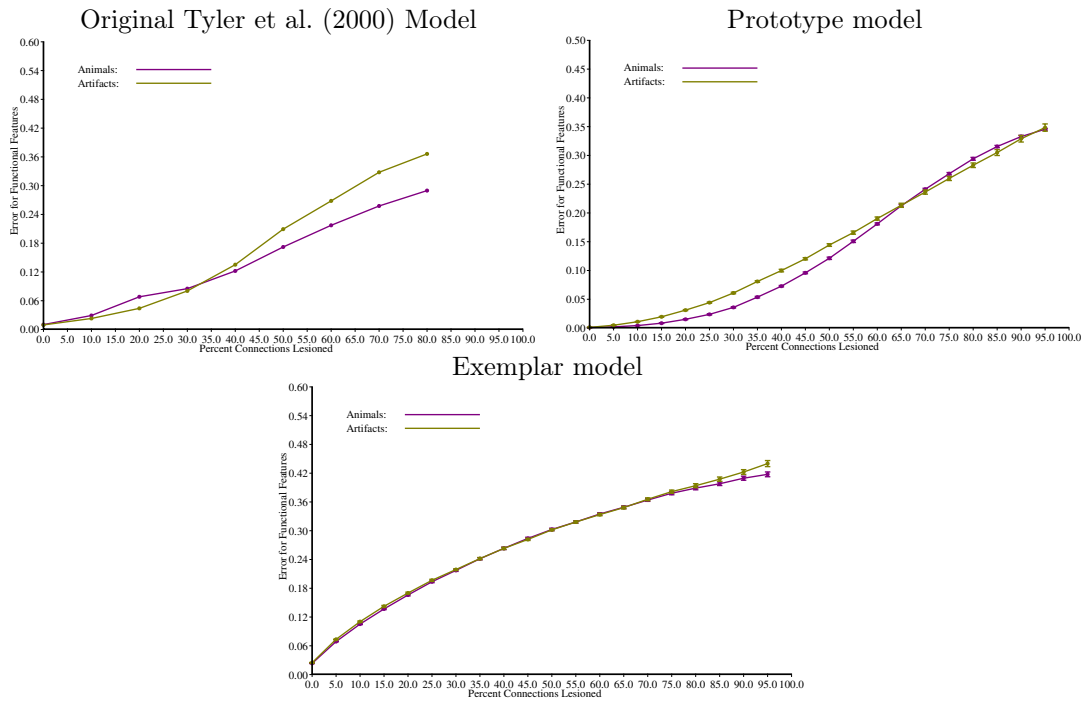 Original Tyler et al. (2000) Model
0.60
0.54
0.48
0.42
0.36
0.30
0.24
0.18
0.12
0.06
0.00
Error for Functional Features
Animals:
Artifacts:
0.0 5.0 10.0 15.0 20.0 25.0 30.0 35.0 40.0 45.0 50.0 55.0 60.0 65.0 70.0 75.0 80.0 85.0 90.0 95.0 100.0
Percent Connections Lesioned
Prototype model
0.50
0.45
0.40
0.35
0.30
0.25
0.20
0.15
0.10
0.05
0.00
Error for Functional Features
Animals:
Artifacts:
0.0 5.0 10.0 15.0 20.0 25.0 30.0 35.0 40.0 45.0 50.0 55.0 60.0 65.0 70.0 75.0 80.0 85.0 90.0 95.0 100.0
Percent Connections Lesioned
Exemplar model
0.60
0.54
0.48
0.42
0.36
0.30
0.24
0.18
0.12
0.06
0.00
Error for Functional Features
Animals:
Artifacts:
0.0 5.0 10.0 15.0 20.0 25.0 30.0 35.0 40.0 45.0 50.0 55.0 60.0 65.0 70.0 75.0 80.0 85.0 90.0 95.0 100.0
Percent Connections Lesioned